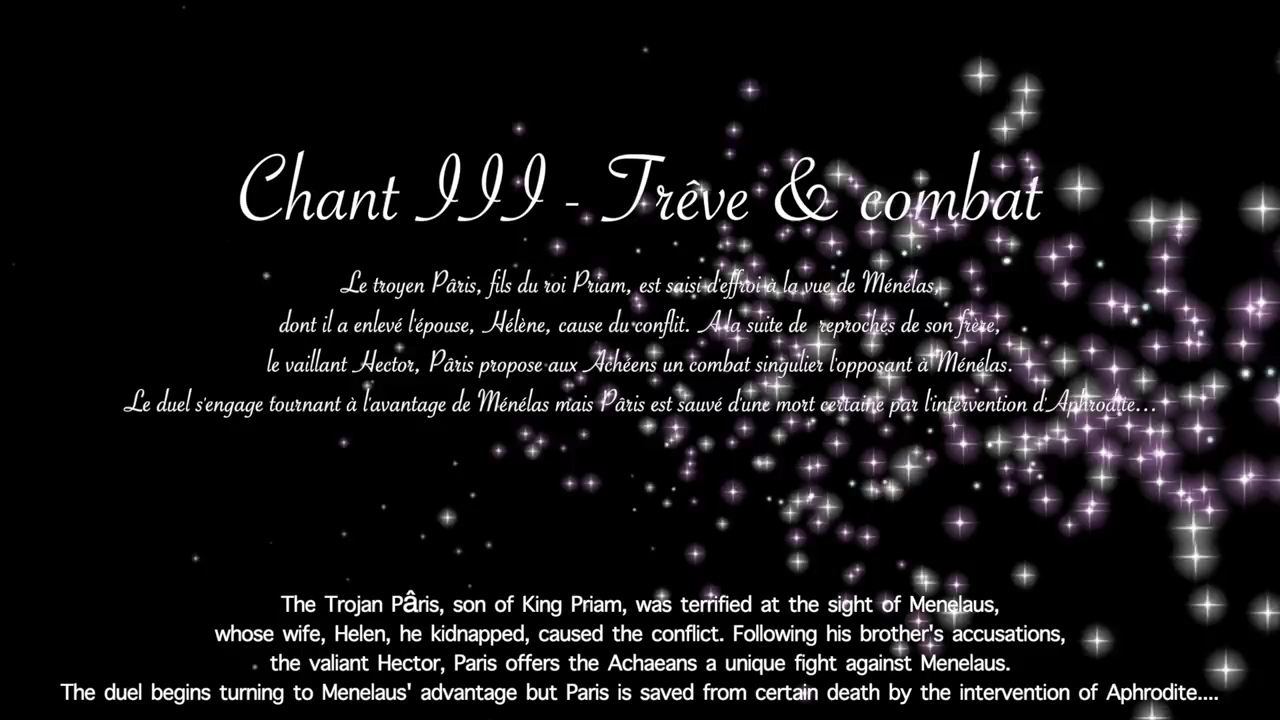 Chant III - Trêve & combat
Le troyen Pâris, fils du roi Priam, est saisi d'effroi à la vue de Ménélas,
dont il a enlevé l'épouse, Hélène, cause du conflit. A la suite de reproches de son frère,
le vaillant Hector, Pâris propose aux Achéens un combat singulier l'opposant à Ménélas.
Le duel s'engage tournant à l'avantage de Ménélas mais Pâris est sauvé d'une mort certaine par l'intervention d'Aphrodite...
The Trojan Pâris, son of King Priam, was terrified at the sight of Menelaus,
whose wife, Helen, he kidnapped, caused the conflict. Following his brother's accusations,
the valiant Hector, Paris offers the Achaeans a unique fight against Menelaus.
The duel begins turning to Menelaus' advantage but Paris is saved from certain death by the intervention of Aphrodite....